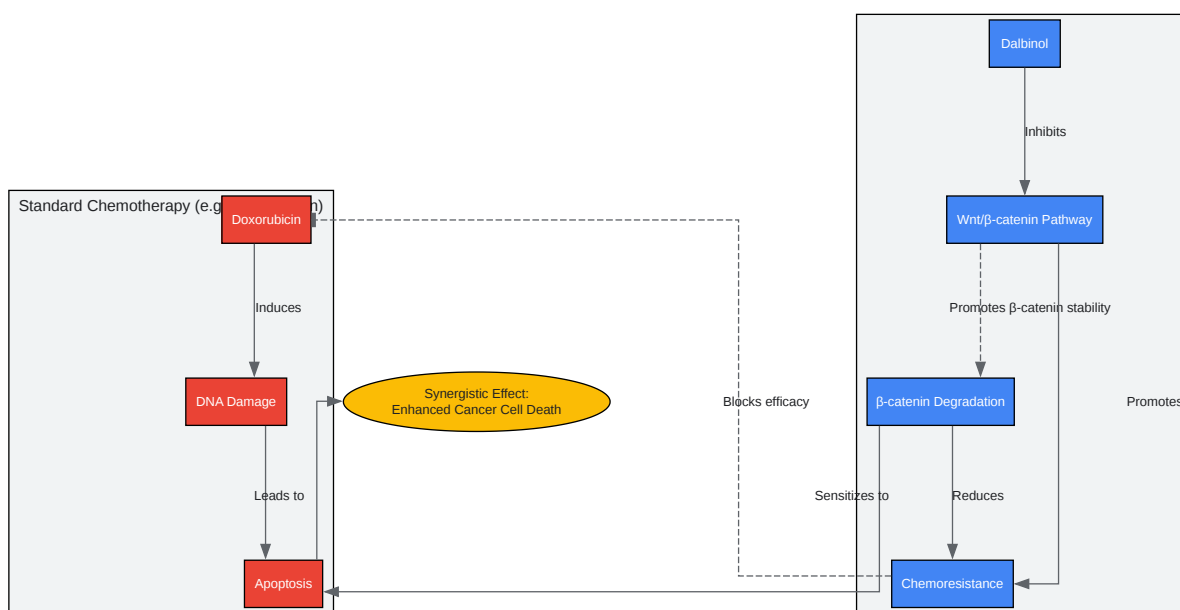 Dalbinol
Inhibits
Standard Chemotherapy (e.g
n)
Doxorubicin
Wnt/β-catenin Pathway
Induces
Promotes β-catenin stability
DNA Damage
Synergistic Effect:
Enhanced Cancer Cell Death
Blocks efficacy
β-catenin Degradation
Promotes
Leads to
Sensitizes to
Reduces
Apoptosis
Chemoresistance